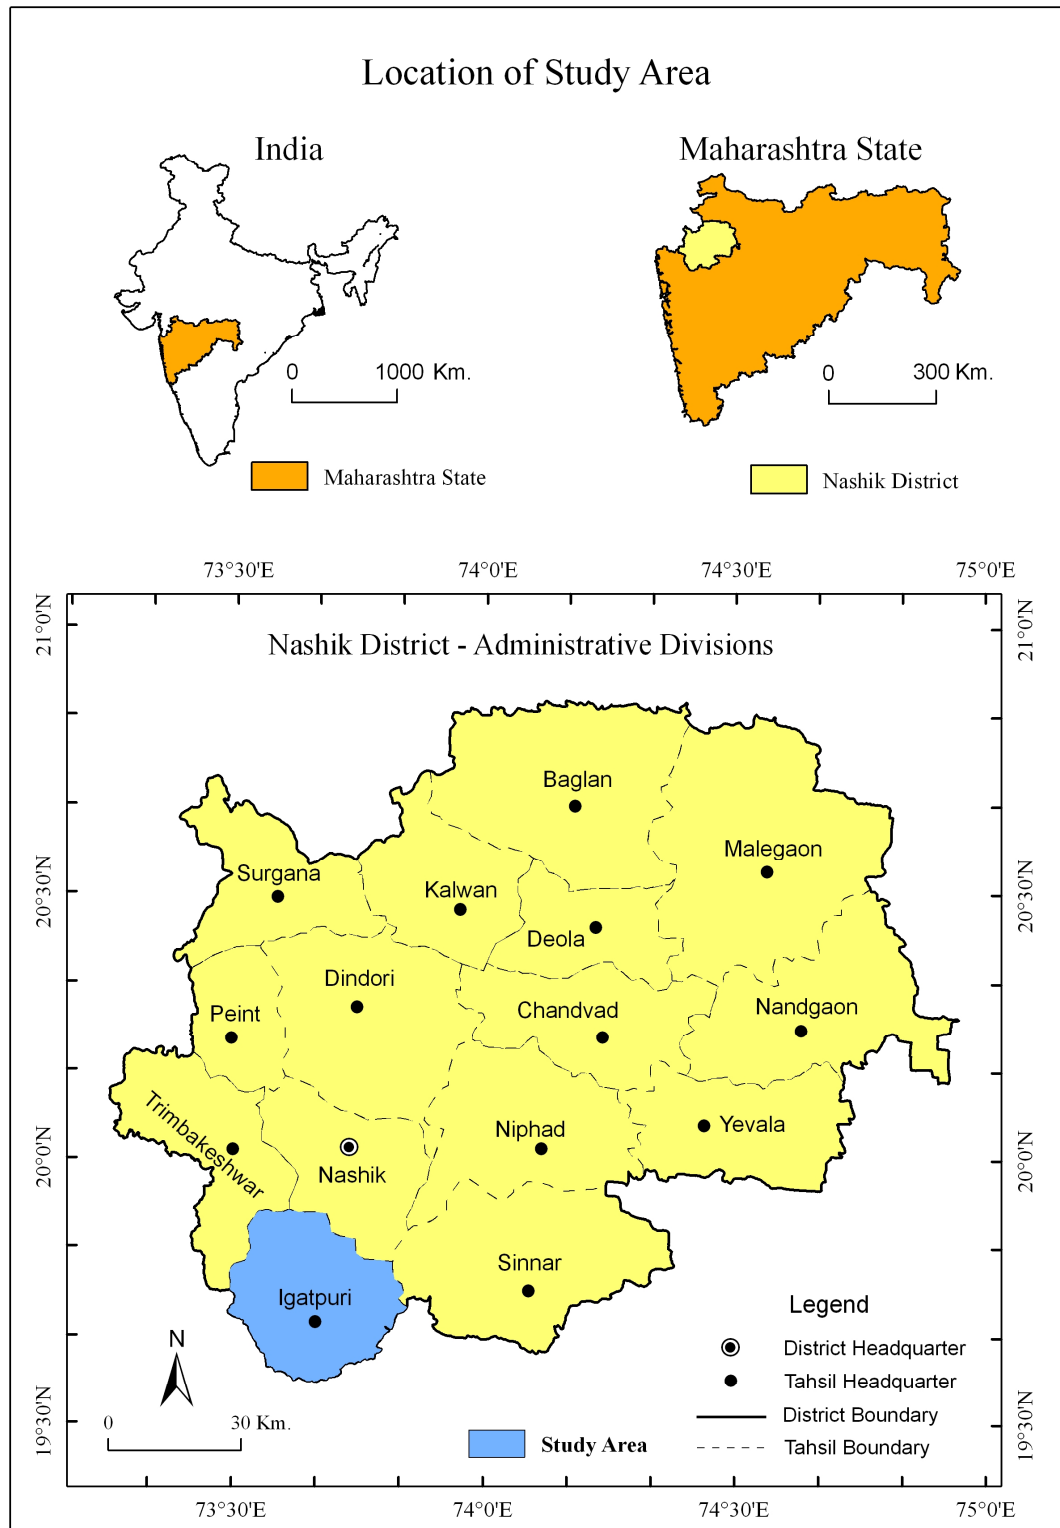 Location of Study Area
India
Maharashtra State
0 1000 Km.
0 300 Km.
Maharashtra State
Nashik District
73°30'E 74°0'E 74°30'E 75°0'E
21°0'N
21°0'N
Nashik District - Administrative Divisions
Baglan
Malegaon
Surgana
Kalwan
20°30'N
20°30'N
Deola
Dindori
Peint
Chandvad
Nandgaon
Trimbakeshwar
Niphad
Yevala
Nashik
20°0'N
20°0'N
Sinnar
Igatpuri
Legend
N
District Headquarter
Tahsil Headquarter
0 30 Km.
District Boundary
Study Area
Tahsil Boundary
19°30'N
19°30'N
73°30'E 74°0'E 74°30'E 75°0'E